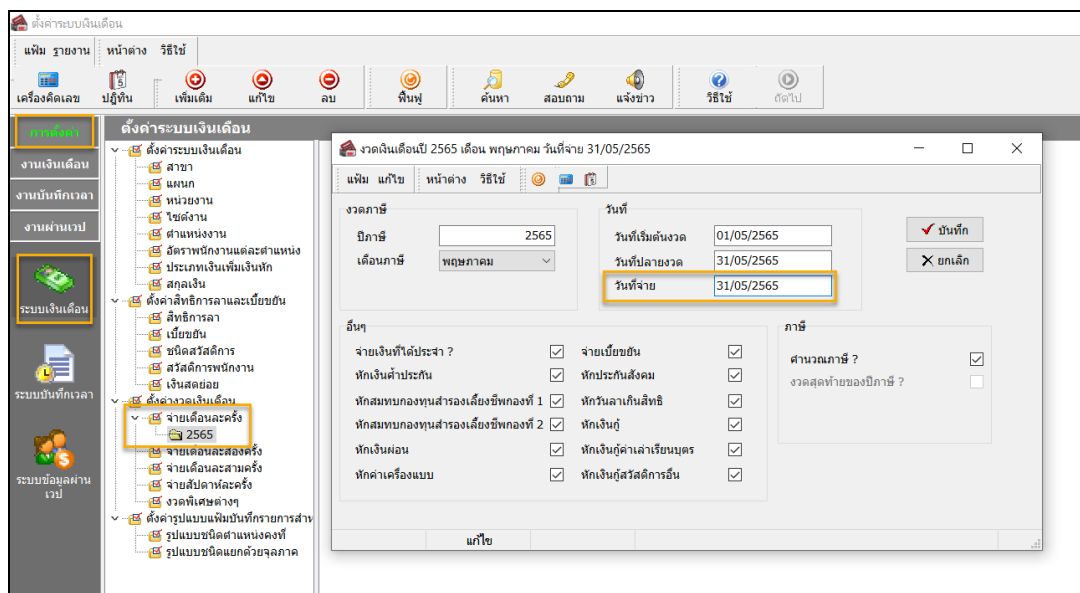 ตั้งค่าระบบเงินเดือน
แฟ้ม รายงาน หน้าต่าง วิธีใช้
เครื่องคิดเลข ปฏิทิน เพิ่มเติม แก้ไข ลบ ฟื้นฟู ค้นหา สอบถาม แจ้งข่าว วิธีใช้ ถัดไป
การตั้งค่า
งานเงินเดือน
งานบันทึกเวลา
งานผ่านเวป
ระบบเงินเดือน
ระบบบันทึกเวลา
ระบบข้อมูลผ่าน
เวป
ตั้งค่าระบบเงินเดือน
ตั้งค่าระบบเงินเดือน
สาขา
แผนก
หน่วยงาน
ไซด์งาน
ตำแหน่งงาน
อัตราพนักงานแต่ละตำแหน่ง
ประเภทเงินเพิ่มเงินหัก
สกุลเงิน
ตั้งค่าสิทธิการลาและเบี้ยขยัน
สิทธิการลา
เบี้ยขยัน
ชนิดสวัสดิการ
สวัสดิการพนักงาน
เงินสดย่อย
ตั้งค่างวดเงินเดือน
จ่ายเดือนละครั้ง
2565
จ่ายเดือนละสองครั้ง
จ่ายเดือนละสามครั้ง
จ่ายสัปดาห์ละครั้ง
งวดพิเศษต่างๆ
ตั้งค่ารูปแบบแฟ้มบันทึกรายการสำห
รูปแบบชนิดตำแหน่งคงที่
รูปแบบชนิดแยกด้วยจุลภาค
งวดเงินเดือนปี 2565 เดือน พฤษภาคม วันที่จ่าย 31/05/2565
แฟ้ม แก้ไข หน้าต่าง วิธีใช้
งวดภาษี
ปีภาษี 2565
เดือนภาษี พฤษภาคม
วันที่
วันที่เริ่มต้นงวด 01/05/2565
วันที่ปลายงวด 31/05/2565
วันที่จ่าย 31/05/2565
บันทึก
ยกเลิก
อื่นๆ
จ่ายเงินที่ได้ประจำ ? จ่ายเบี้ยขยัน
หักเงินค้ำประกัน หักประกันสังคม
หักสมทบกองทุนสำรองเลี้ยงชีพกองที่ 1 หักวันลาเกินสิทธิ
หักสมทบกองทุนสำรองเลี้ยงชีพกองที่ 2 หักเงินกู้
หักเงินผ่อน หักเงินกู้ค่าเล่าเรียนบุตร
หักค่าเครื่องแบบ หักเงินกู้สวัสดิการอื่น
ภาษี
คำนวณภาษี ?
งวดสุดท้ายของปีภาษี ?
แก้ไข